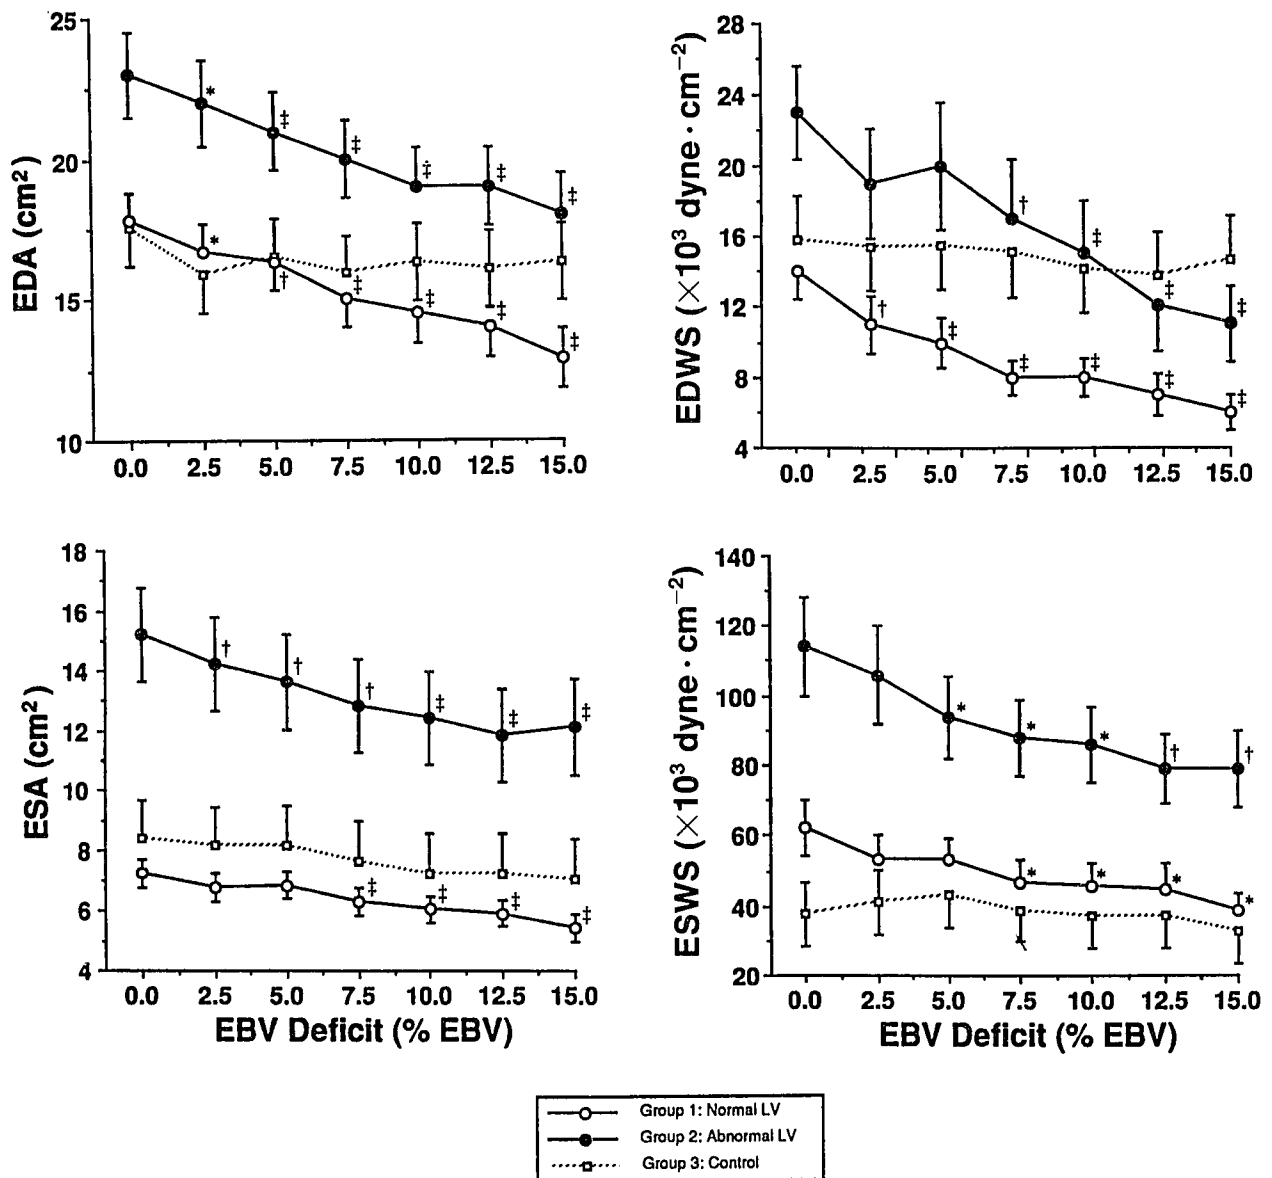 EDA (cm²)
25
20
15
10
* ‡ ‡ ‡ ‡ ‡
* † ‡ ‡ ‡ ‡
0.0 2.5 5.0 7.5 10.0 12.5 15.0
EDWS (×10³ dyne·cm⁻²)
28
24
20
16
12
8
4
† ‡ ‡ ‡
† ‡ ‡ ‡ ‡ ‡
0.0 2.5 5.0 7.5 10.0 12.5 15.0
ESA (cm²)
18
16
14
12
10
8
6
4
† † † ‡ ‡ ‡
‡ ‡ ‡ ‡
0.0 2.5 5.0 7.5 10.0 12.5 15.0
EBV Deficit (% EBV)
ESWS (×10³ dyne·cm⁻²)
140
120
100
80
60
40
20
* * * † †
* * * *
0.0 2.5 5.0 7.5 10.0 12.5 15.0
EBV Deficit (% EBV)
Group 1: Normal LV
Group 2: Abnormal LV
Group 3: Control